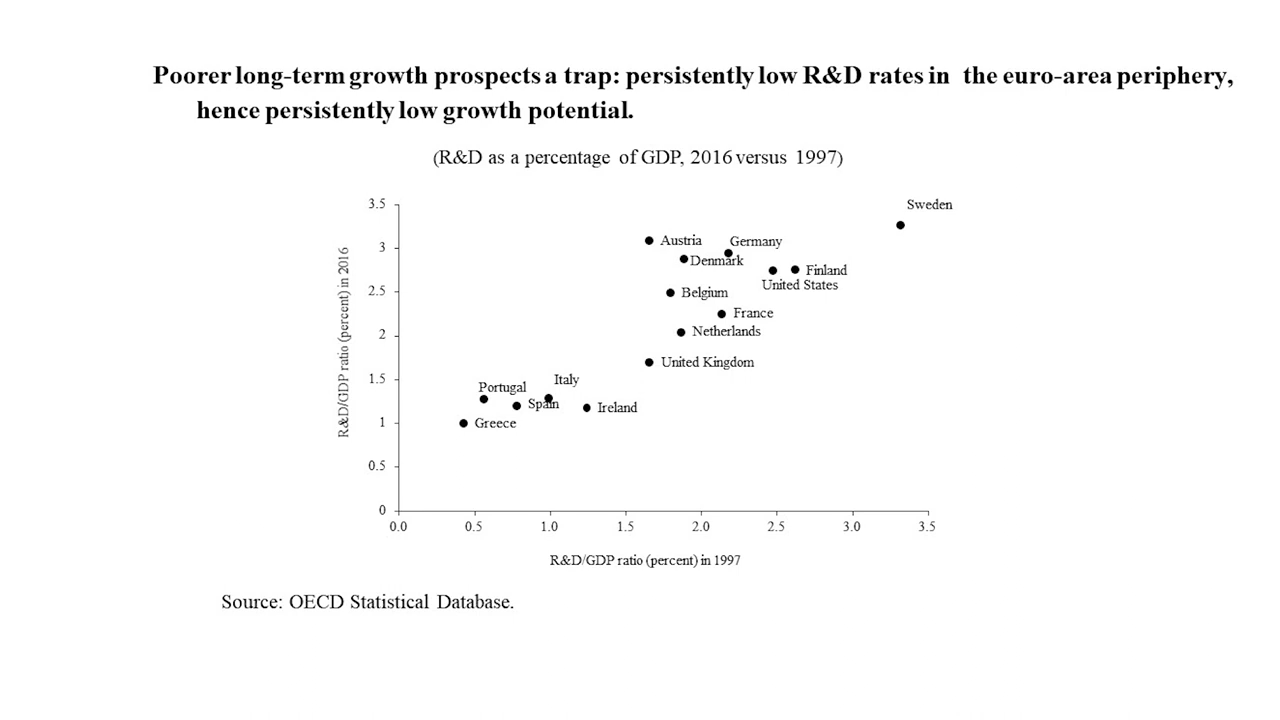 Poorer long-term growth prospects a trap: persistently low R&D rates in the euro-area periphery,
hence persistently low growth potential.
(R&D as a percentage of GDP, 2016 versus 1997)
3.5
3
2.5
2
1.5
1
0.5
0
R&D/GDP ratio (percent) in 2016
Sweden
Austria
Germany
Denmark
Finland
United States
Belgium
France
Netherlands
United Kingdom
Italy
Portugal
Spain
Ireland
Greece
0.0 0.5 1.0 1.5 2.0 2.5 3.0 3.5
R&D/GDP ratio (percent) in 1997
Source: OECD Statistical Database.